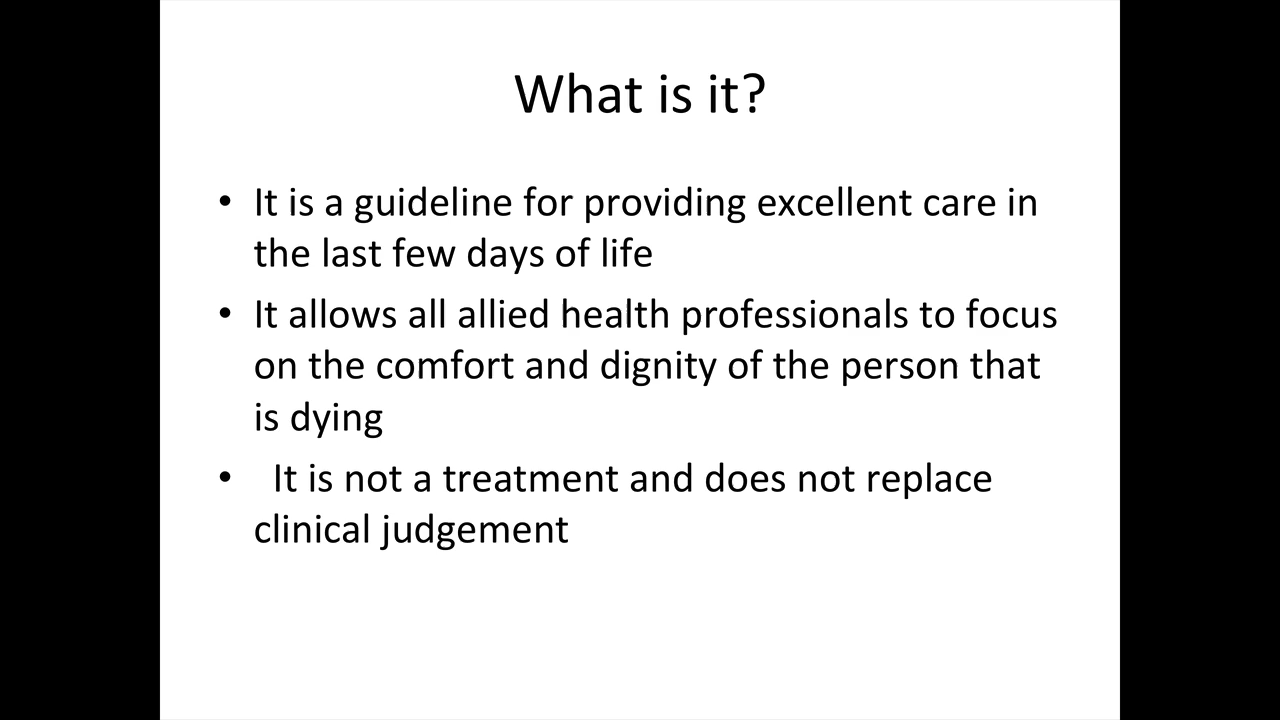 What is it?
• It is a guideline for providing excellent care in
the last few days of life
• It allows all allied health professionals to focus
on the comfort and dignity of the person that
is dying
• It is not a treatment and does not replace
clinical judgement